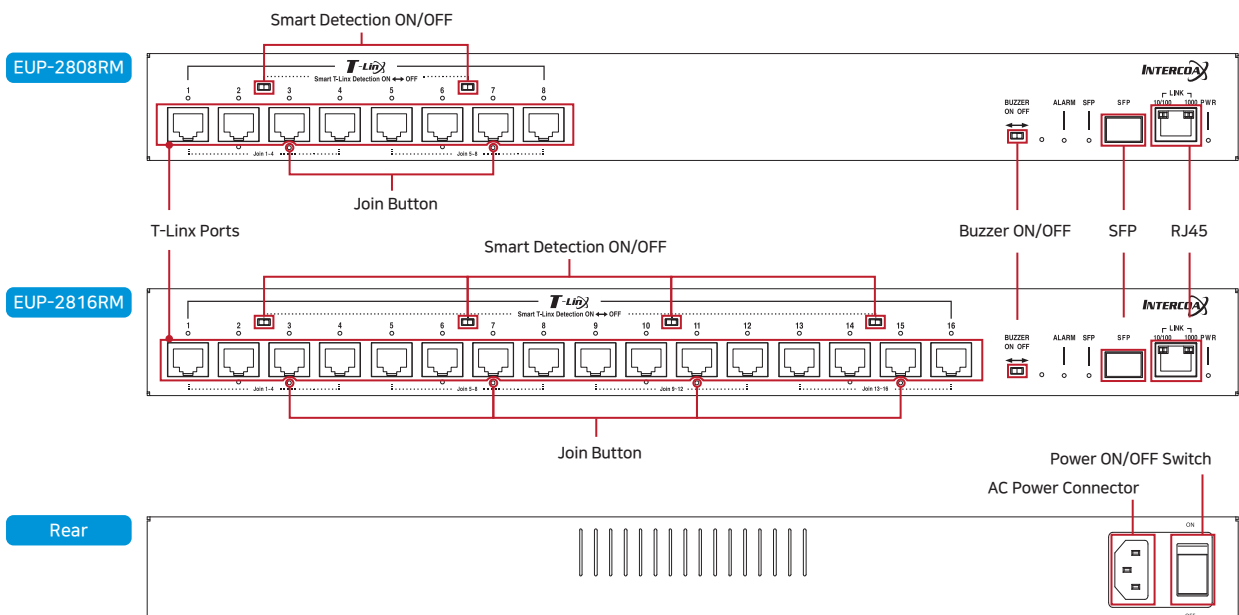 Smart Detection ON/OFF
EUP-2808RM
T-Linx
Smart T-Linx Detection ON ↔ OFF
INTERCOAX
1 2 3 4 5 6 7 8
LINK
BUZZER ALARM SFP SFP 10/100 1000 PWR
ON OFF
Join 1-4 Join 5-8
Join Button
T-Linx Ports
Buzzer ON/OFF SFP RJ45
Smart Detection ON/OFF
EUP-2816RM
T-Linx
Smart T-Linx Detection ON ↔ OFF
INTERCOAX
1 2 3 4 5 6 7 8 9 10 11 12 13 14 15 16
LINK
BUZZER ALARM SFP SFP 10/100 1000 PWR
ON OFF
Join 1-4 Join 5-8 Join 9-12 Join 13-16
Join Button
Power ON/OFF Switch
AC Power Connector
Rear
ON